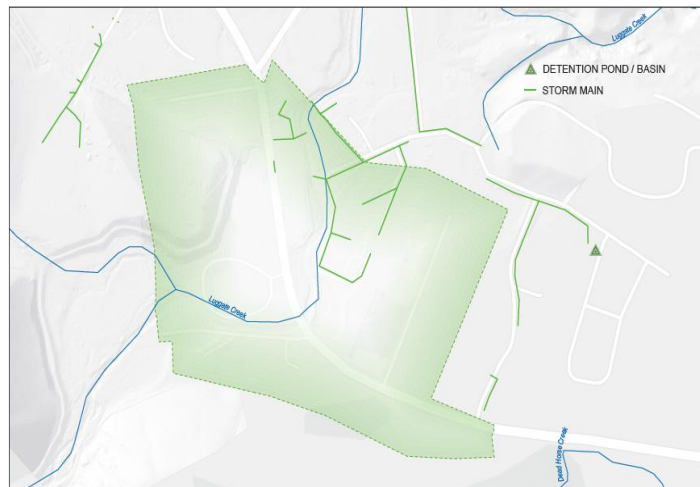 Luggate Creek
DETENTION POND / BASIN
STORM MAIN
Luggate Creek
Dead Horse Creek